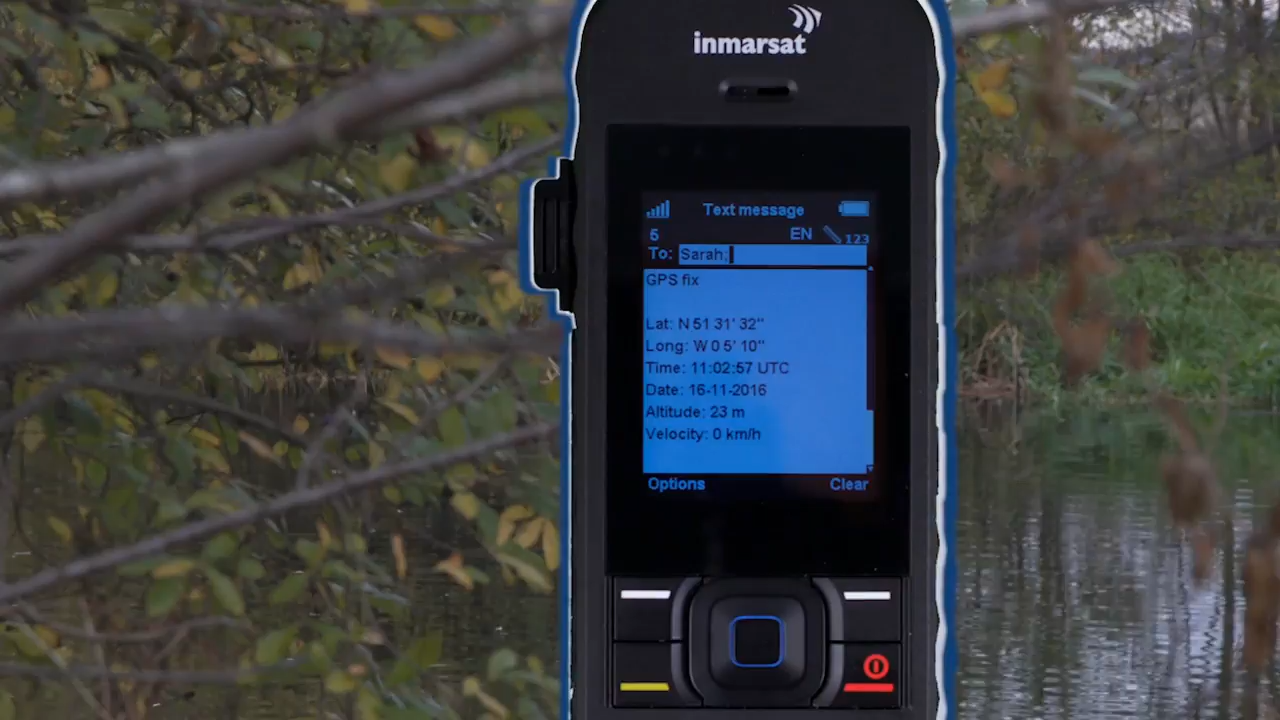 inmarsat
Text message
5 EN 123
To: Sarah;
GPS fix
Lat: N 51 31' 32"
Long: W 0 5' 10"
Time: 11:02:57 UTC
Date: 16-11-2016
Altitude: 23 m
Velocity: 0 km/h
Options Clear